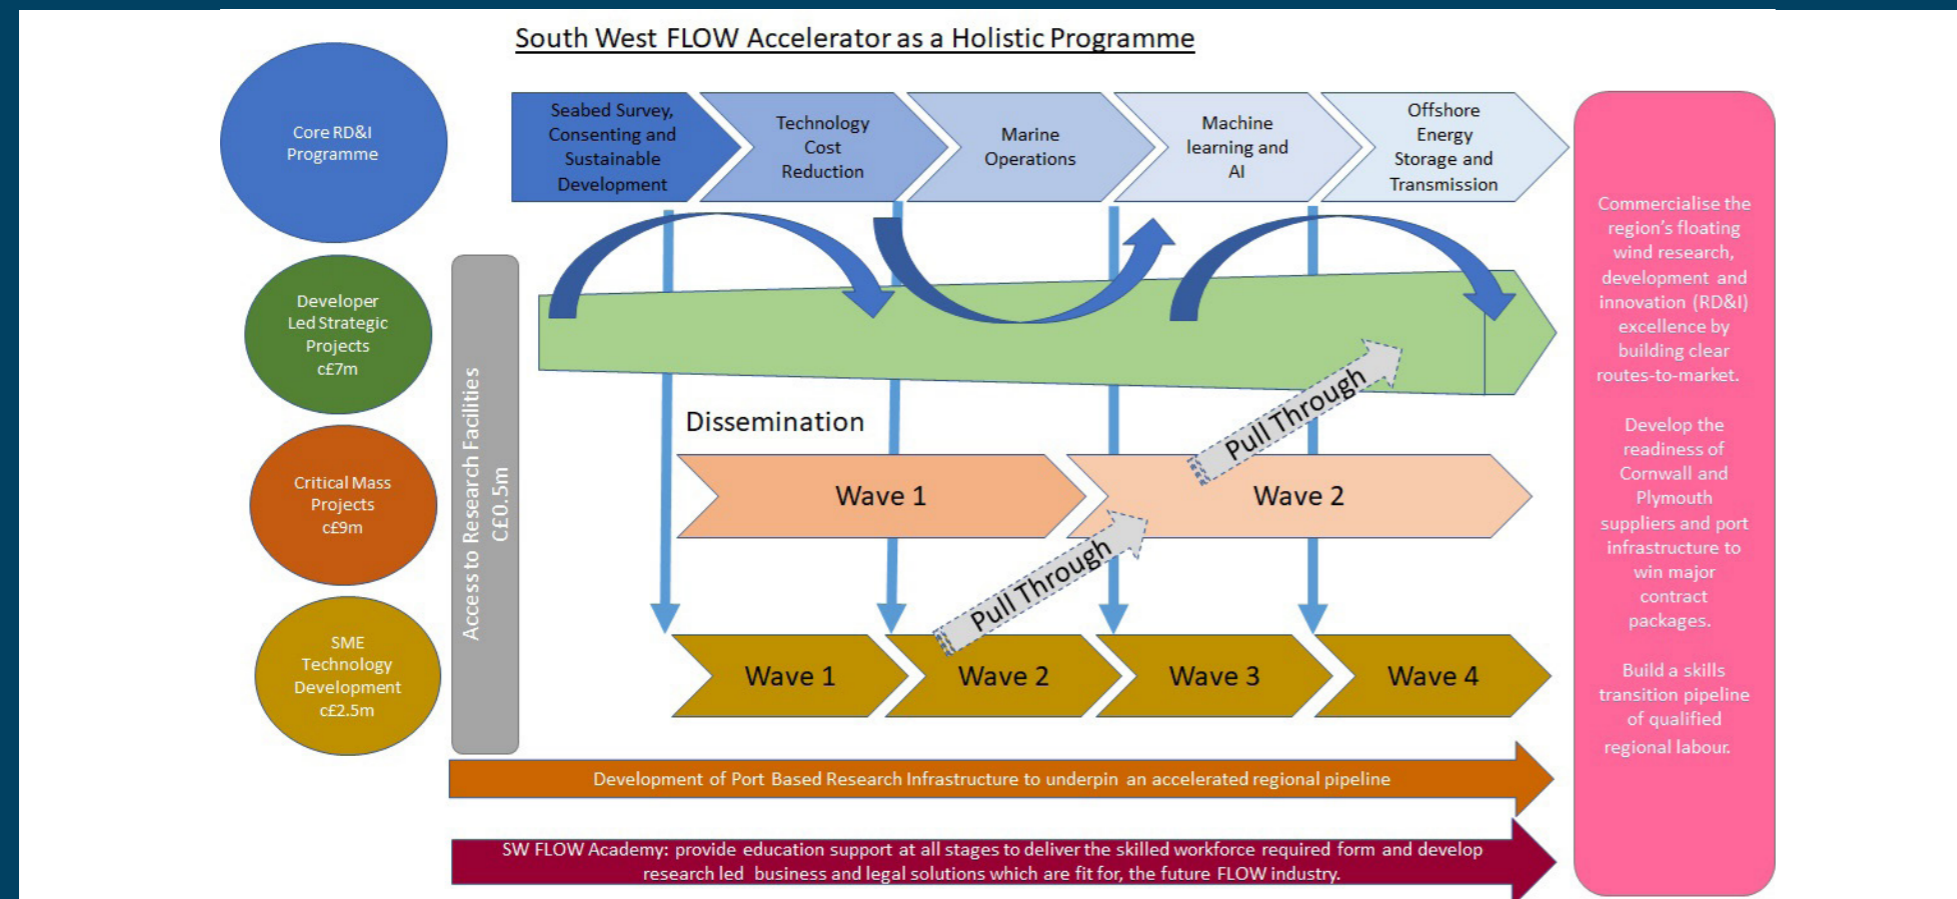 South West FLOW Accelerator as a Holistic Programme
Core RD&I
Programme
Seabed Survey,
Consenting and
Sustainable
Development
Technology
Cost
Reduction
Marine
Operations
Machine
learning and
AI
Offshore
Energy
Storage and
Transmission
Developer
Led Strategic
Projects
c£7m
Critical Mass
Projects
c£9m
SME
Technology
Development
c£2.5m
Access to Research Facilities
C£0.5m
Dissemination
Pull Through
Wave 1
Wave 2
Pull Through
Wave 1
Wave 2
Wave 3
Wave 4
Development of Port Based Research Infrastructure to underpin an accelerated regional pipeline
SW FLOW Academy: provide education support at all stages to deliver the skilled workforce required form and develop
research led business and legal solutions which are fit for, the future FLOW industry.
Commercialise the
region's floating
wind research,
development and
innovation (RD&I)
excellence by
building clear
routes-to-market.
Develop the
readiness of
Cornwall and
Plymouth
suppliers and port
infrastructure to
win major
contract
packages.
Build a skills
transition pipeline
of qualified
regional labour.